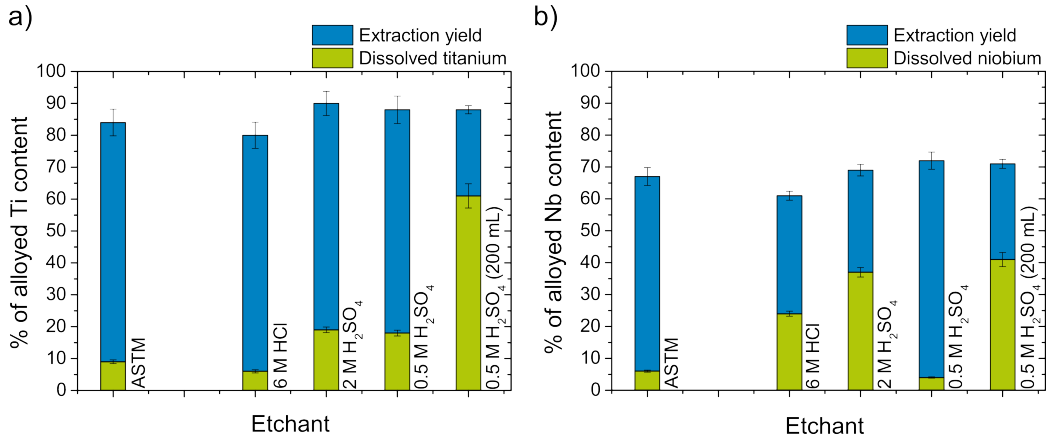 a)
Extraction yield
Dissolved titanium
% of alloyed Ti content
100
90
80
70
60
50
40
30
20
10
0
ASTM
6 M HCl
2 M H₂SO₄
0.5 M H₂SO₄
0.5 M H₂SO₄ (200 mL)
Etchant
b)
Extraction yield
Dissolved niobium
% of alloyed Nb content
100
90
80
70
60
50
40
30
20
10
0
ASTM
6 M HCl
2 M H₂SO₄
0.5 M H₂SO₄
0.5 M H₂SO₄ (200 mL)
Etchant